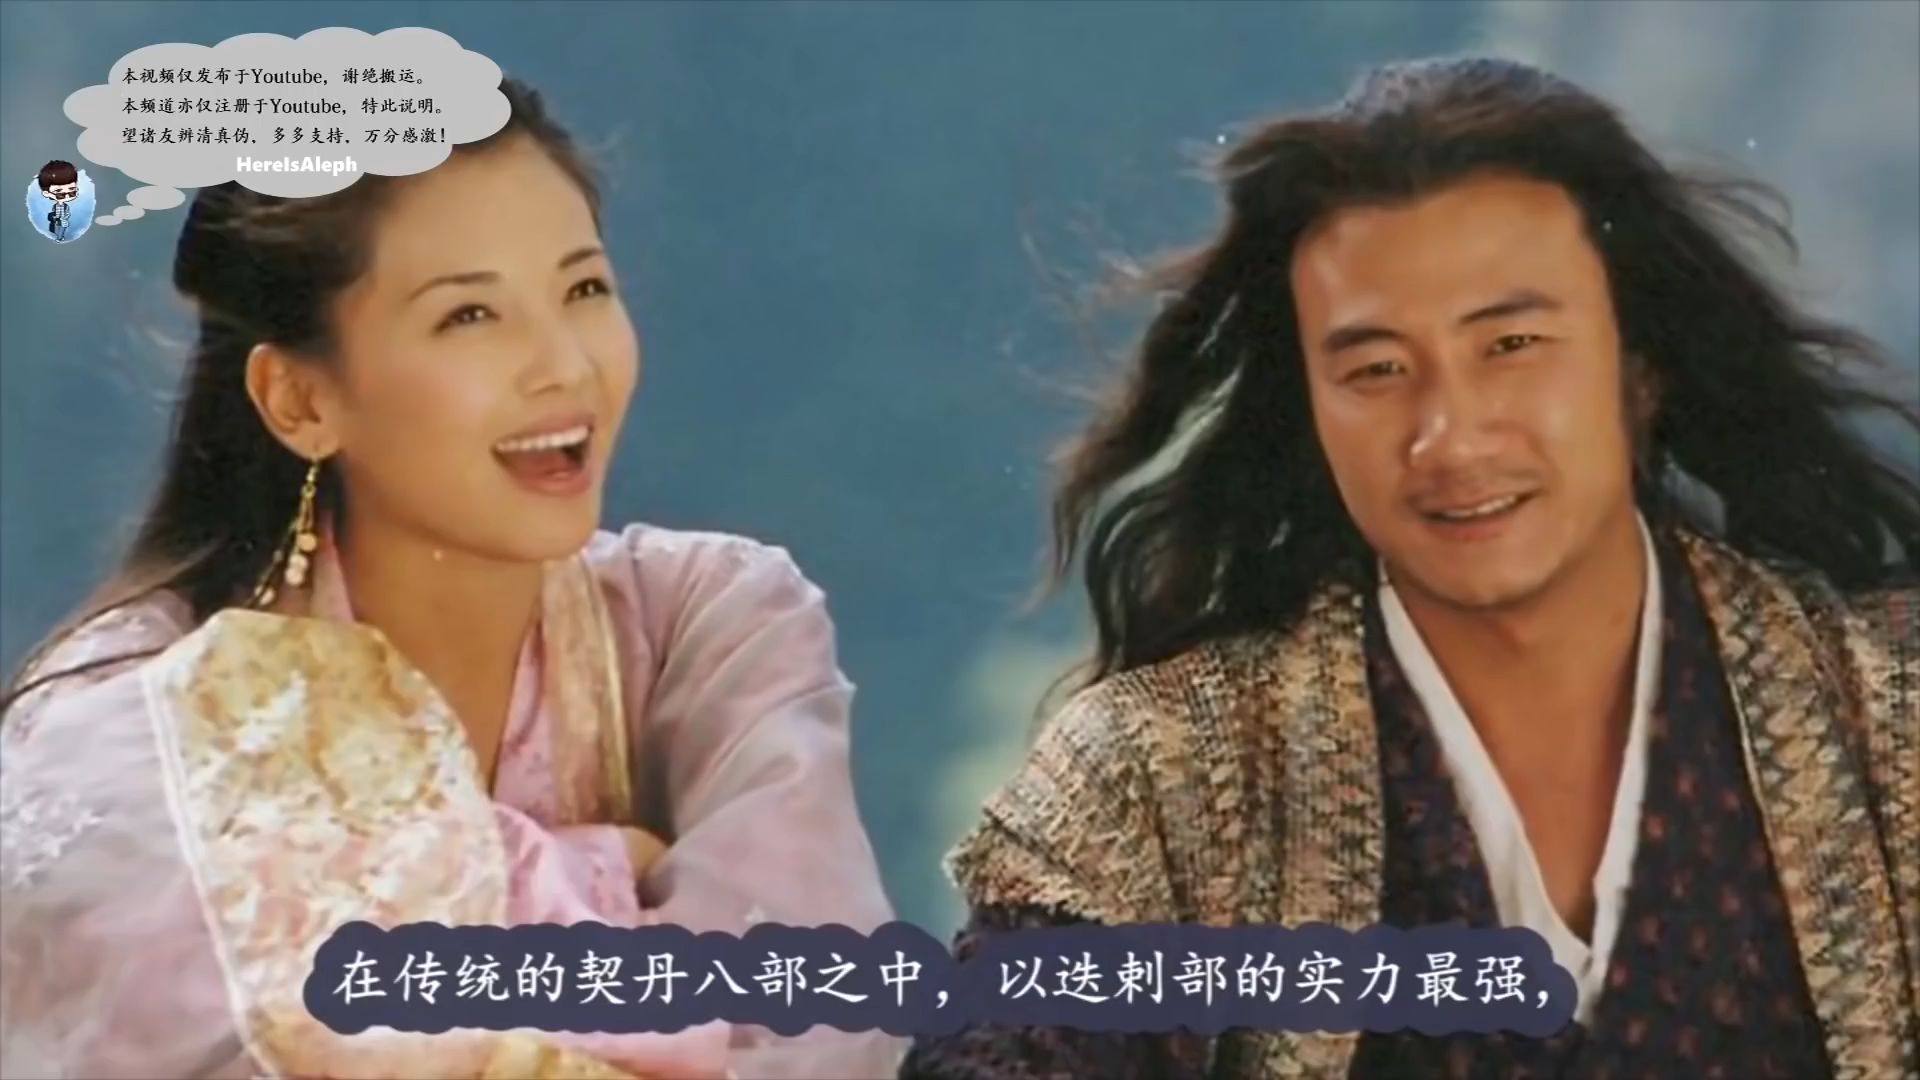 本视频仅发布于Youtube，谢绝搬运。
本频道亦仅注册于Youtube，特此说明。
望诸友辨清真伪，多多支持，万分感激！
HereIsAleph
在传统的契丹八部之中，以迭剌部的实力最强，